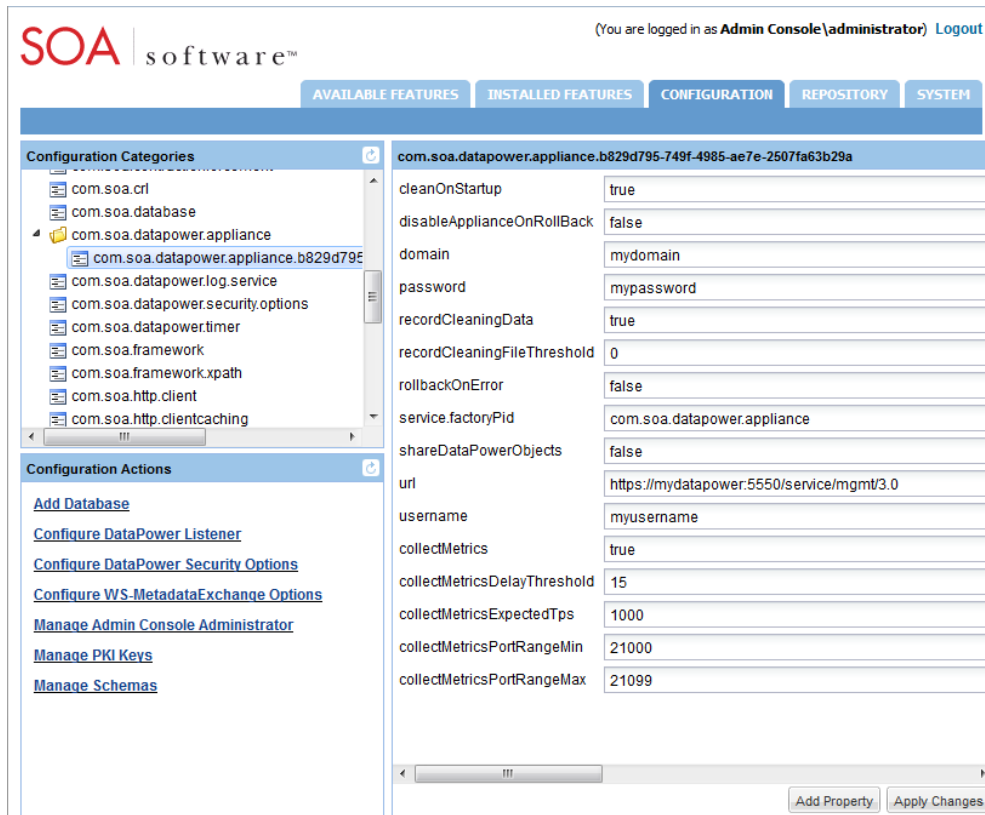 (You are logged in as Admin Console\administrator) Logout
SOA software™
AVAILABLE FEATURES INSTALLED FEATURES CONFIGURATION REPOSITORY SYSTEM
Configuration Categories
com.soa.crl
com.soa.database
com.soa.datapower.appliance
com.soa.datapower.appliance.b829d795
com.soa.datapower.log.service
com.soa.datapower.security.options
com.soa.datapower.timer
com.soa.framework
com.soa.framework.xpath
com.soa.http.client
com.soa.http.clientcaching
Configuration Actions
Add Database
Configure DataPower Listener
Configure DataPower Security Options
Configure WS-MetadataExchange Options
Manage Admin Console Administrator
Manage PKI Keys
Manage Schemas
com.soa.datapower.appliance.b829d795-749f-4985-ae7e-2507fa63b29a
cleanOnStartup true
disableApplianceOnRollBack false
domain mydomain
password mypassword
recordCleaningData true
recordCleaningFileThreshold 0
rollbackOnError false
service.factoryPid com.soa.datapower.appliance
shareDataPowerObjects false
url https://mydatapower:5550/service/mgmt/3.0
username myusername
collectMetrics true
collectMetricsDelayThreshold 15
collectMetricsExpectedTps 1000
collectMetricsPortRangeMin 21000
collectMetricsPortRangeMax 21099
Add Property Apply Changes